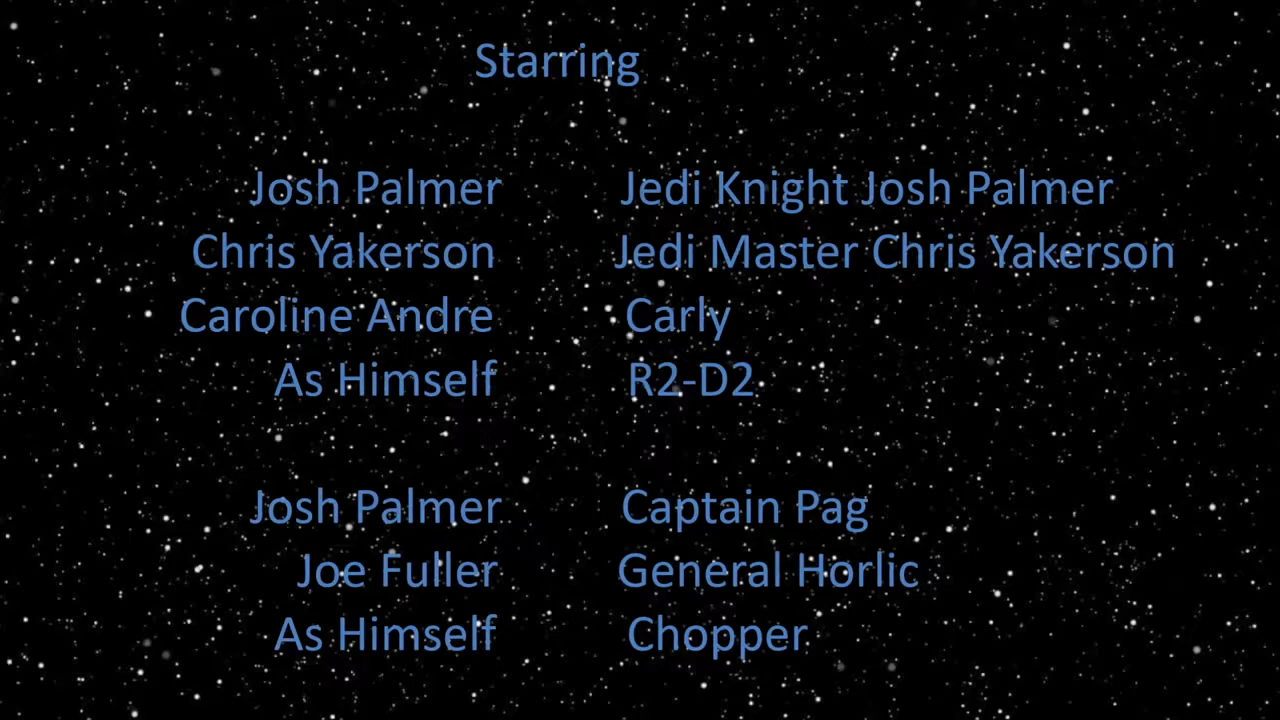 Starring
Josh Palmer Jedi Knight Josh Palmer
Chris Yakerson Jedi Master Chris Yakerson
Caroline Andre Carly
As Himself R2-D2
Josh Palmer Captain Pag
Joe Fuller General Horlic
As Himself Chopper